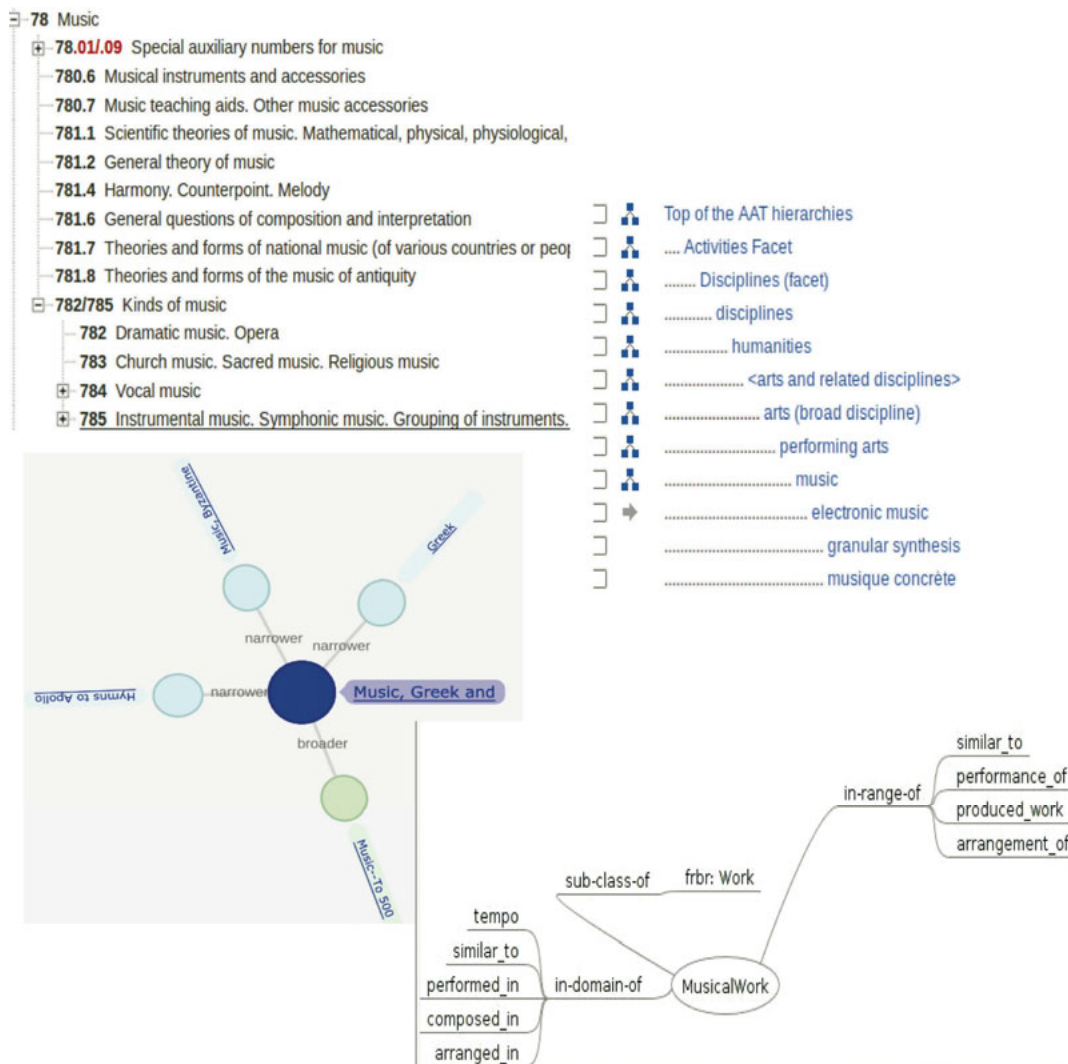 78 Music
78.01/.09 Special auxiliary numbers for music
780.6 Musical instruments and accessories
780.7 Music teaching aids. Other music accessories
781.1 Scientific theories of music. Mathematical, physical, physiological,
781.2 General theory of music
781.4 Harmony. Counterpoint. Melody
781.6 General questions of composition and interpretation
781.7 Theories and forms of national music (of various countries or peop
781.8 Theories and forms of the music of antiquity
782/785 Kinds of music
782 Dramatic music. Opera
783 Church music. Sacred music. Religious music
784 Vocal music
785 Instrumental music. Symphonic music. Grouping of instruments.
Top of the AAT hierarchies
.... Activities Facet
........ Disciplines (facet)
............ disciplines
................ humanities
.................... <arts and related disciplines>
........................ arts (broad discipline)
............................ performing arts
................................ music
.................................... electronic music
........................................ granular synthesis
........................................ musique concrète
Music, Byzantine
Greek
narrower
narrower
Hymns to Apollo
narrower
Music, Greek and
broader
Music--To 500
similar_to
performance_of
in-range-of
produced_work
arrangement_of
sub-class-of
frbr: Work
tempo
similar_to
performed_in
in-domain-of
MusicalWork
composed_in
arranged_in